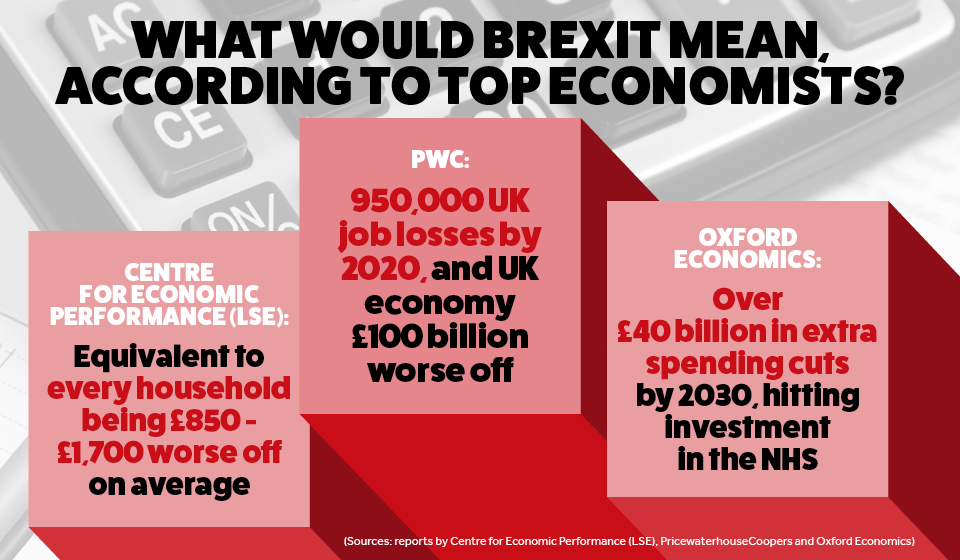 WHAT WOULD BREXIT MEAN,
ACCORDING TO TOP ECONOMISTS?
AC
CE
ON/C
CENTRE
FOR ECONOMIC
PERFORMANCE (LSE):
Equivalent to
every household
being £850 -
£1,700 worse off
on average
PWC:
950,000 UK
job losses by
2020, and UK
economy
£100 billion
worse off
OXFORD
ECONOMICS:
Over
£40 billion in extra
spending cuts
by 2030, hitting
investment
in the NHS
(Sources: reports by Centre for Economic Performance (LSE), PricewaterhouseCoopers and Oxford Economics)